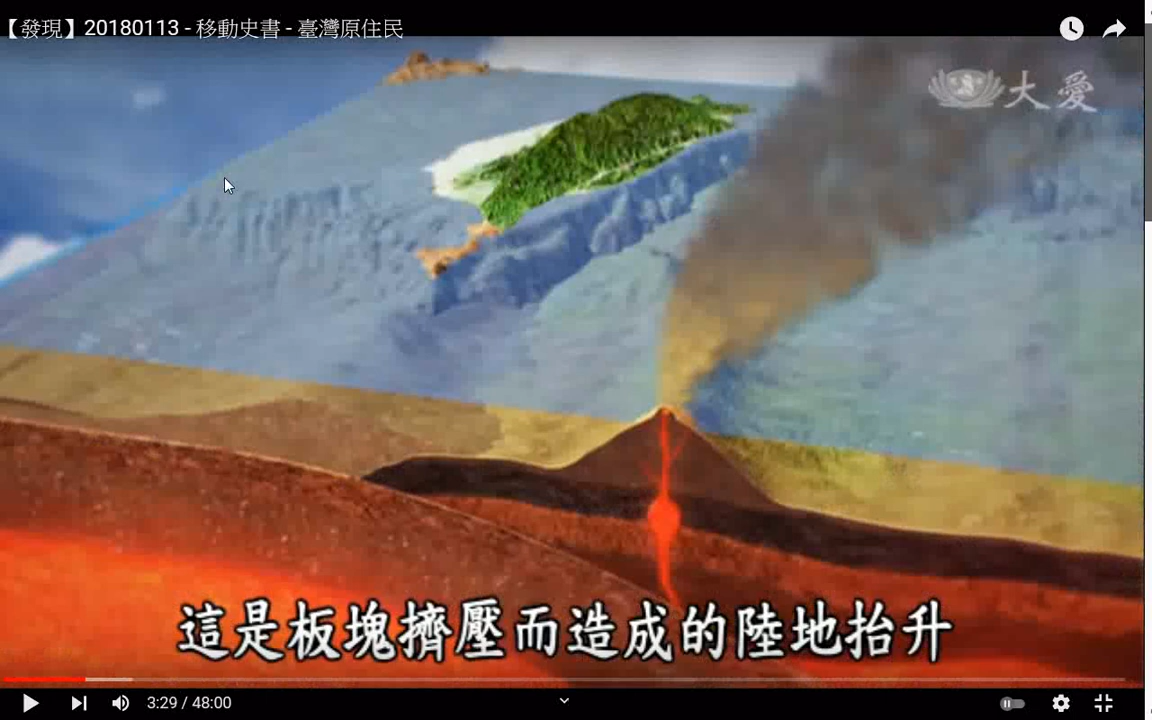 【發現】20180113 - 移動史書 - 臺灣原住民
大愛
這是板塊擠壓而造成的陸地抬升
3:29 / 48:00